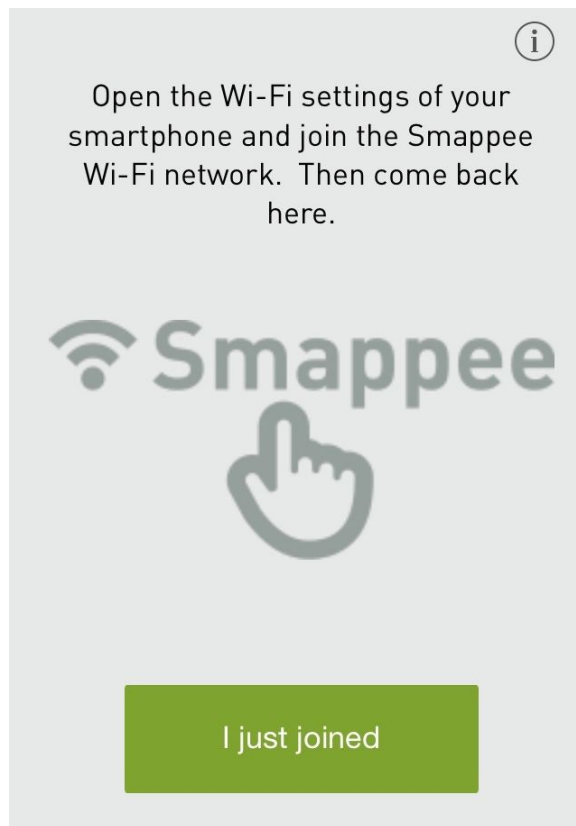 i
Open the Wi-Fi settings of your
smartphone and join the Smappee
Wi-Fi network.  Then come back
here.
Smappee
I just joined